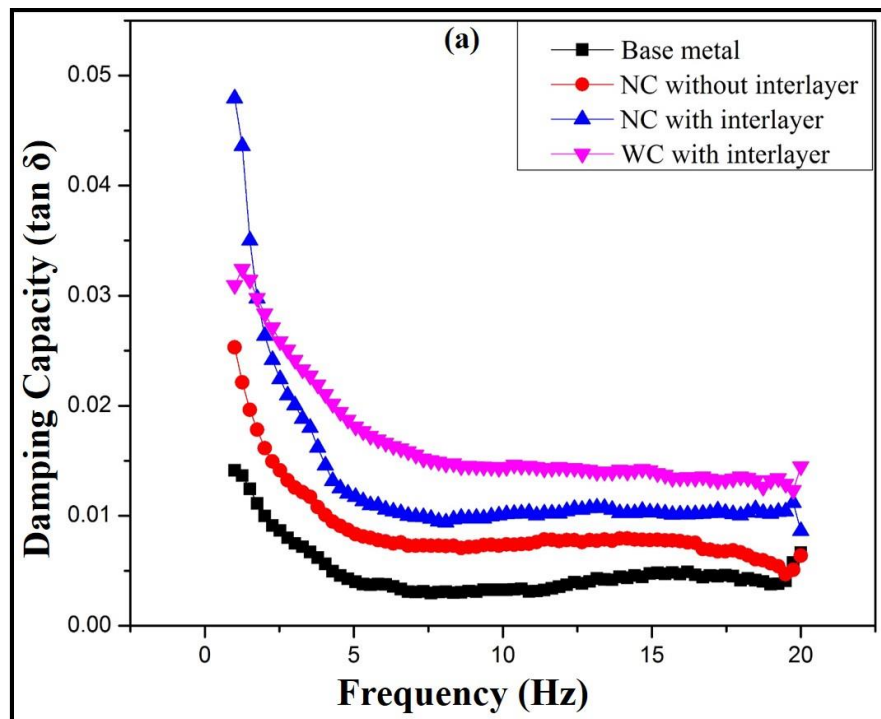 (a)
Base metal
NC without interlayer
NC with interlayer
WC with interlayer
Damping Capacity (tan δ)
0.05
0.04
0.03
0.02
0.01
0.00
0
5
10
15
20
Frequency (Hz)